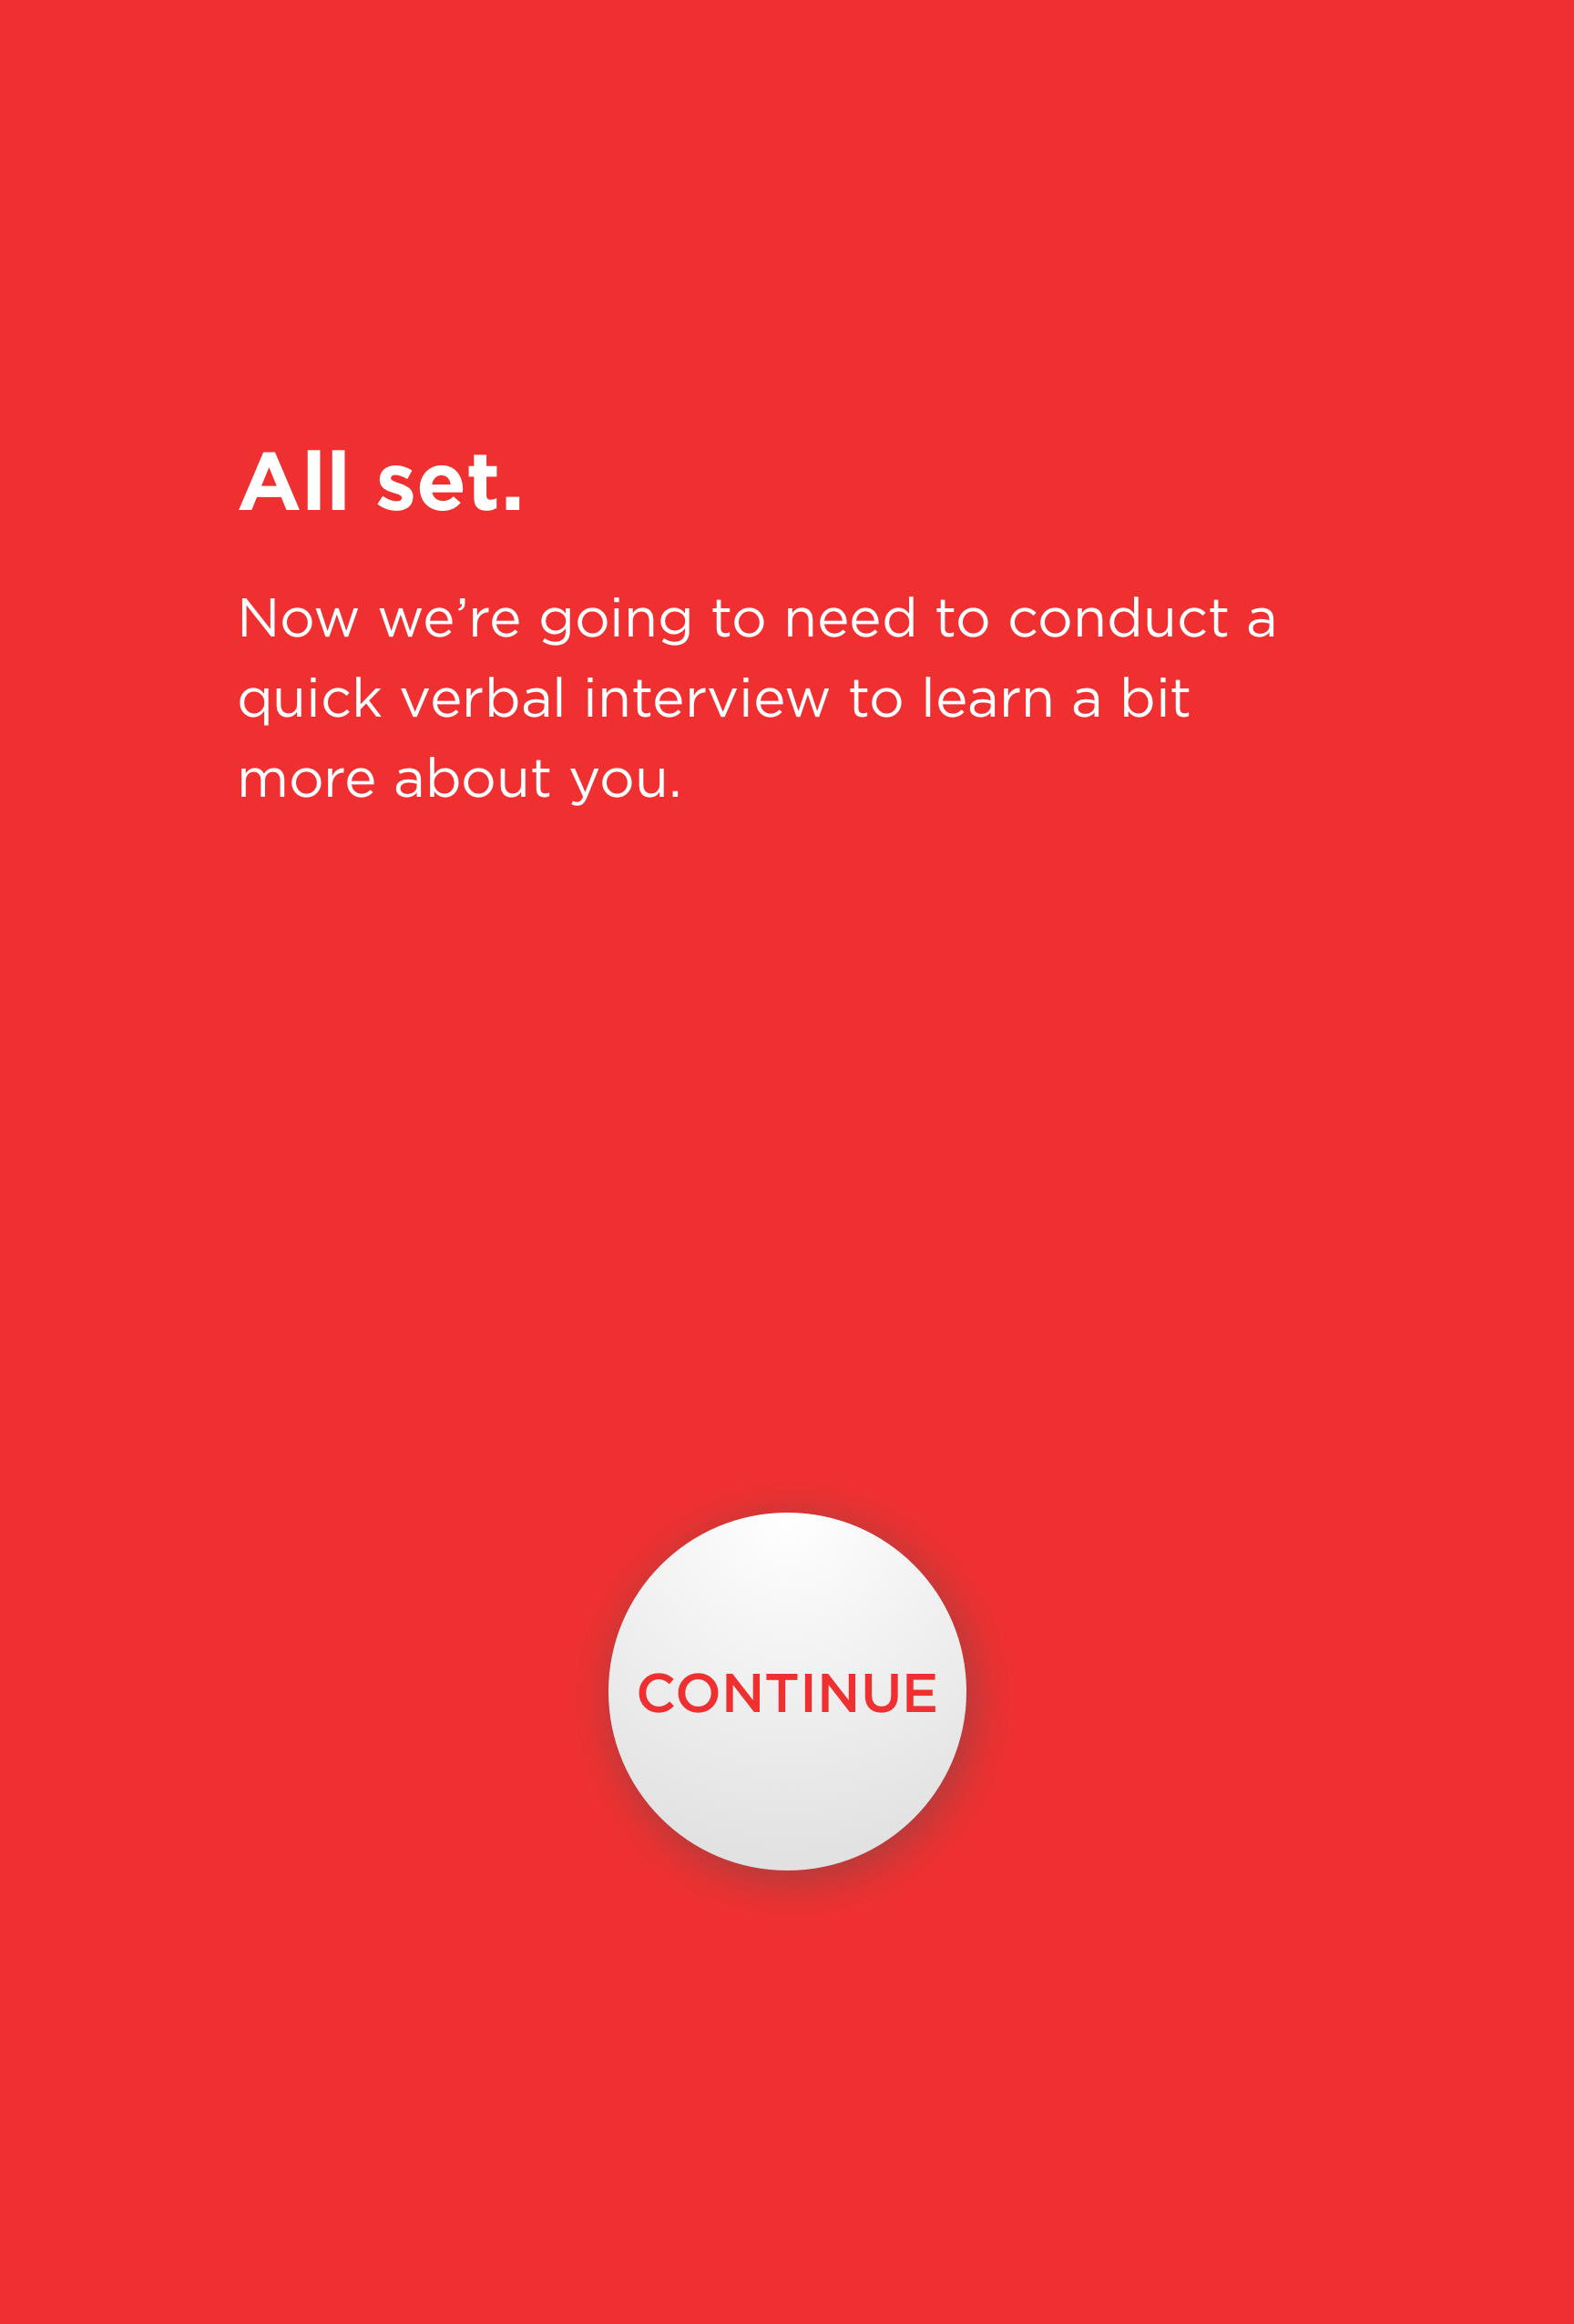 All set.
Now we’re going to need to conduct a
quick verbal interview to learn a bit
more about you.
CONTINUE